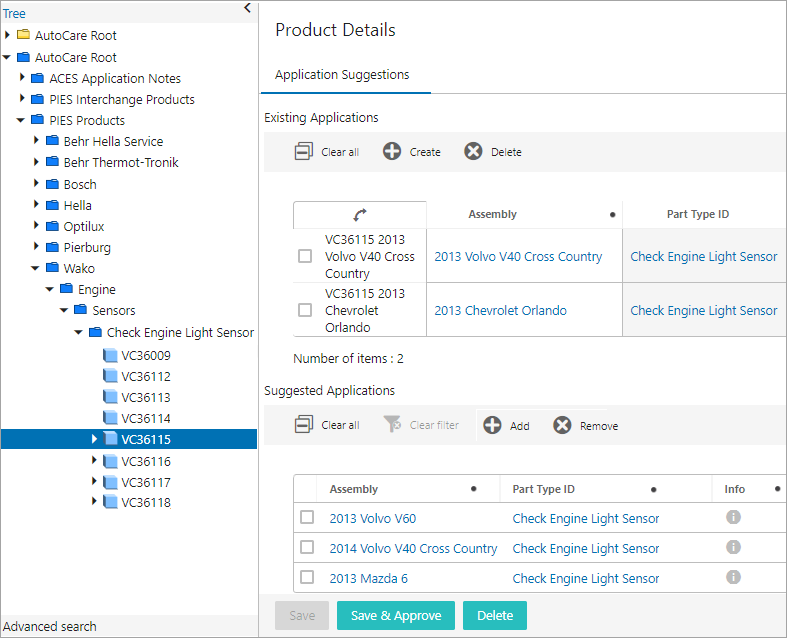 Tree
AutoCare Root
AutoCare Root
ACES Application Notes
PIES Interchange Products
PIES Products
Behr Hella Service
Behr Thermot-Tronik
Bosch
Hella
Optilux
Pierburg
Wako
Engine
Sensors
Check Engine Light Sensor
VC36009
VC36112
VC36113
VC36114
VC36115
VC36116
VC36117
VC36118
Advanced search
Product Details
Application Suggestions
Existing Applications
Clear all Create Delete
Assembly Part Type ID
VC36115 2013
Volvo V40 Cross
Country
2013 Volvo V40 Cross Country Check Engine Light Sensor
VC36115 2013
Chevrolet
Orlando
2013 Chevrolet Orlando Check Engine Light Sensor
Number of items : 2
Suggested Applications
Clear all Clear filter Add Remove
Assembly Part Type ID Info
2013 Volvo V60 Check Engine Light Sensor
2014 Volvo V40 Cross Country Check Engine Light Sensor
2013 Mazda 6 Check Engine Light Sensor
Save Save & Approve Delete